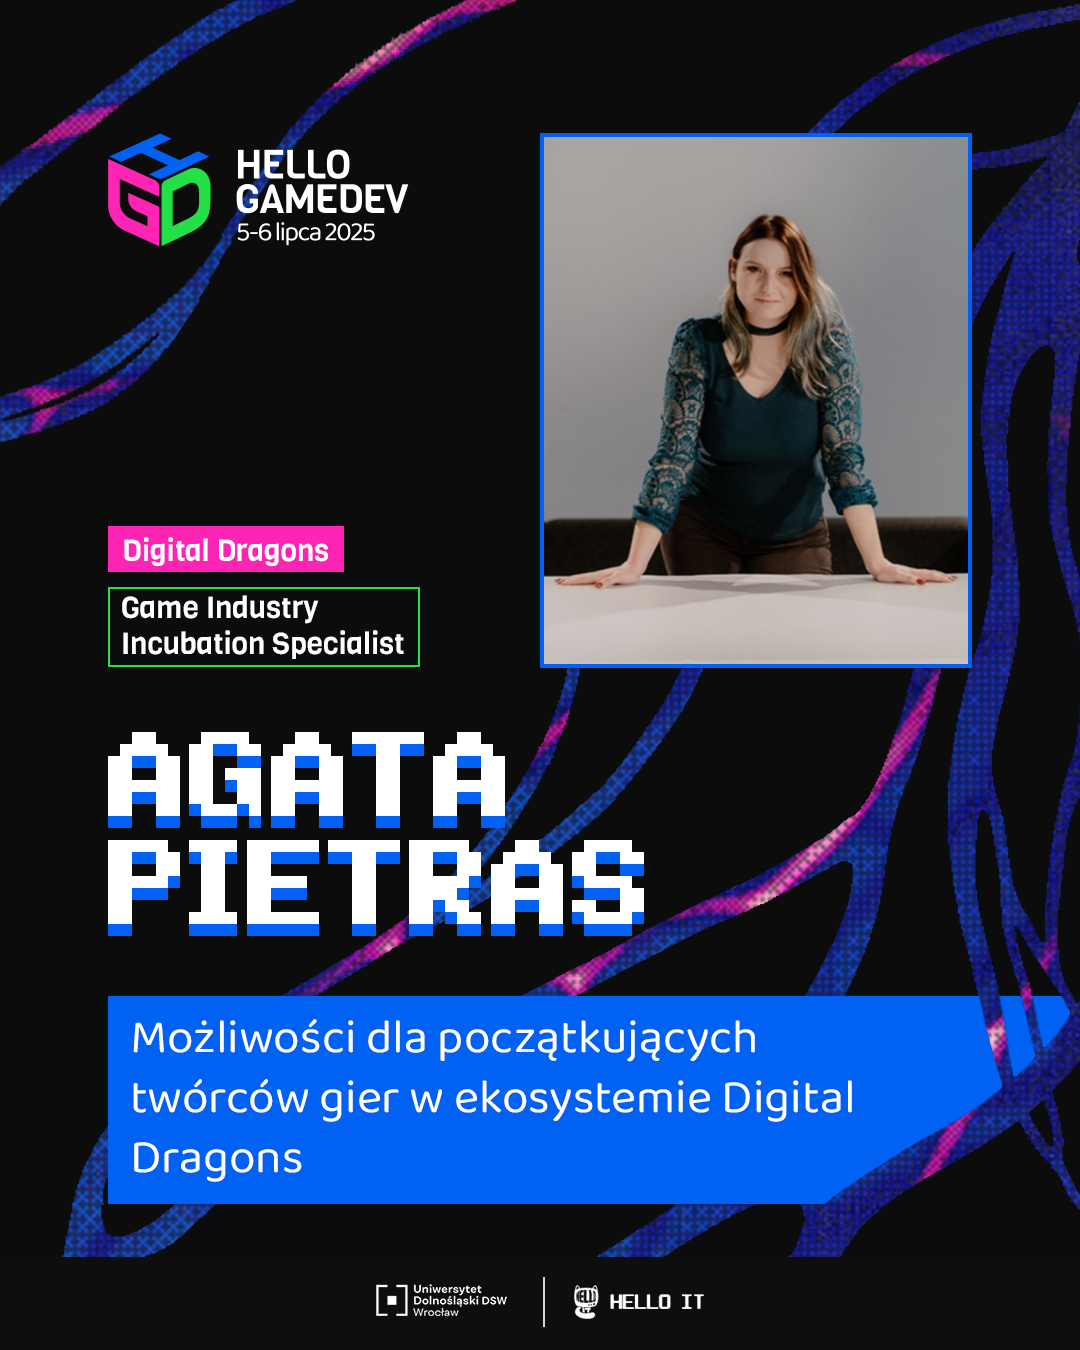 HELLO
GAMEDEV
5-6 lipca 2025
Digital Dragons
Game Industry
Incubation Specialist
AGATA
PIETRAS
Możliwości dla początkujących
twórców gier w ekosystemie Digital
Dragons
Uniwersytet
Dolnośląski DSW
Wrocław
HELLO IT